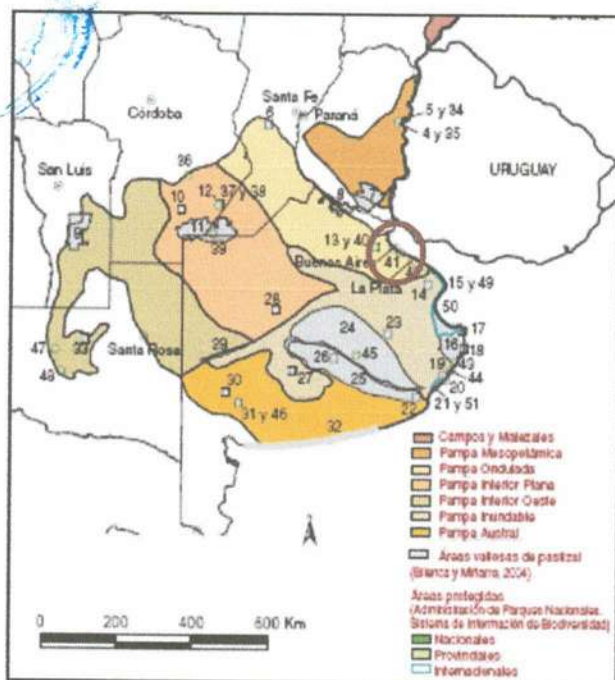 Córdoba
Santa Fe
Paraná
6
5 y 34
4 y 35
San Luis
URUGUAY
36
12, 37 y 38
10
8
7
11
9
39
13 y 40
Buenos Aires
41
La Plata
14
15 y 49
50
28
24
23
17
16
18
47
33
Santa Rosa
29
26
45
19
43
44
48
27
25
20
30
22
21 y 51
31 y 46
32
Campos y Malezales
Pampa Mesopotámica
Pampa Ondulada
Pampa Interior Plana
Pampa Interior Oeste
Pampa Inundable
Pampa Austral
Áreas valiosas de pastizal
(Bilenca y Miñarro, 2004)
Áreas protegidas
(Administración de Parques Nacionales.
Sistema de Información de Biodiversidad)
Nacionales
Provinciales
Internacionales
0 200 400 600 Km